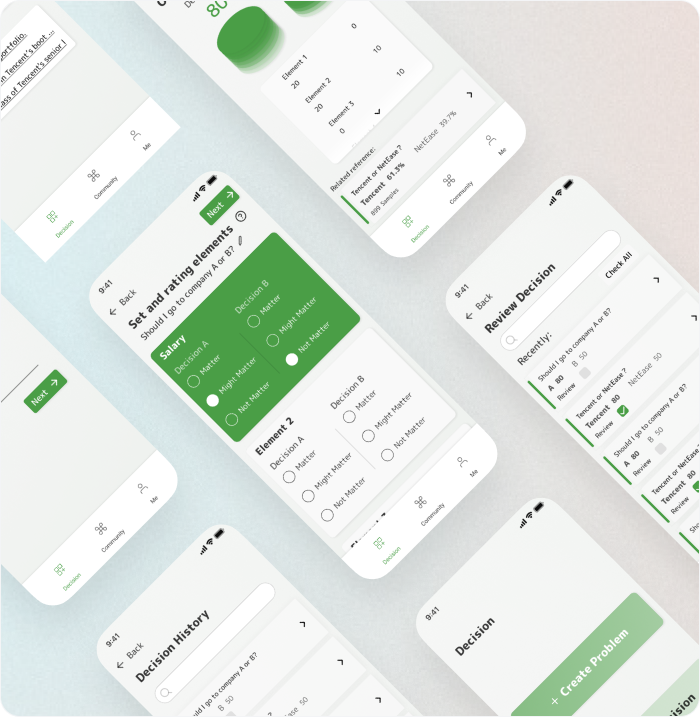 ortfolio.
n Tencent's boot ...
ass of Tencent's senior l
Decision
Community
Me
80
Element 1
20
0
Element 2
20
10
Element 3
0
10
Related reference:
Tencent or NetEase ?
Tencent 61.3%
NetEase 39.7%
899 Samples
Decision
Community
Me
9:41
Back
Next
Set and rating elements
Should I go to company A or B?
Salary
Decision A
Matter
Might Matter
Not Matter
Decision B
Matter
Might Matter
Not Matter
Element 2
Decision A
Matter
Might Matter
Not Matter
Decision B
Matter
Might Matter
Not Matter
Decision
Community
Me
9:41
Back
Review Decision
Recently:
Check All
Should I go to company A or B?
A 80
B 50
Review
Tencent or NetEase ?
Tencent 80
NetEase 50
Review
Should I go to company A or B?
A 80
B 50
Review
Tencent or NetEase ?
Tencent 80
Review
Next
Decision
Community
Me
9:41
Back
Decision History
uld I go to company A or B?
B 50
ase 50
9:41
Decision
+ Create Problem
cision